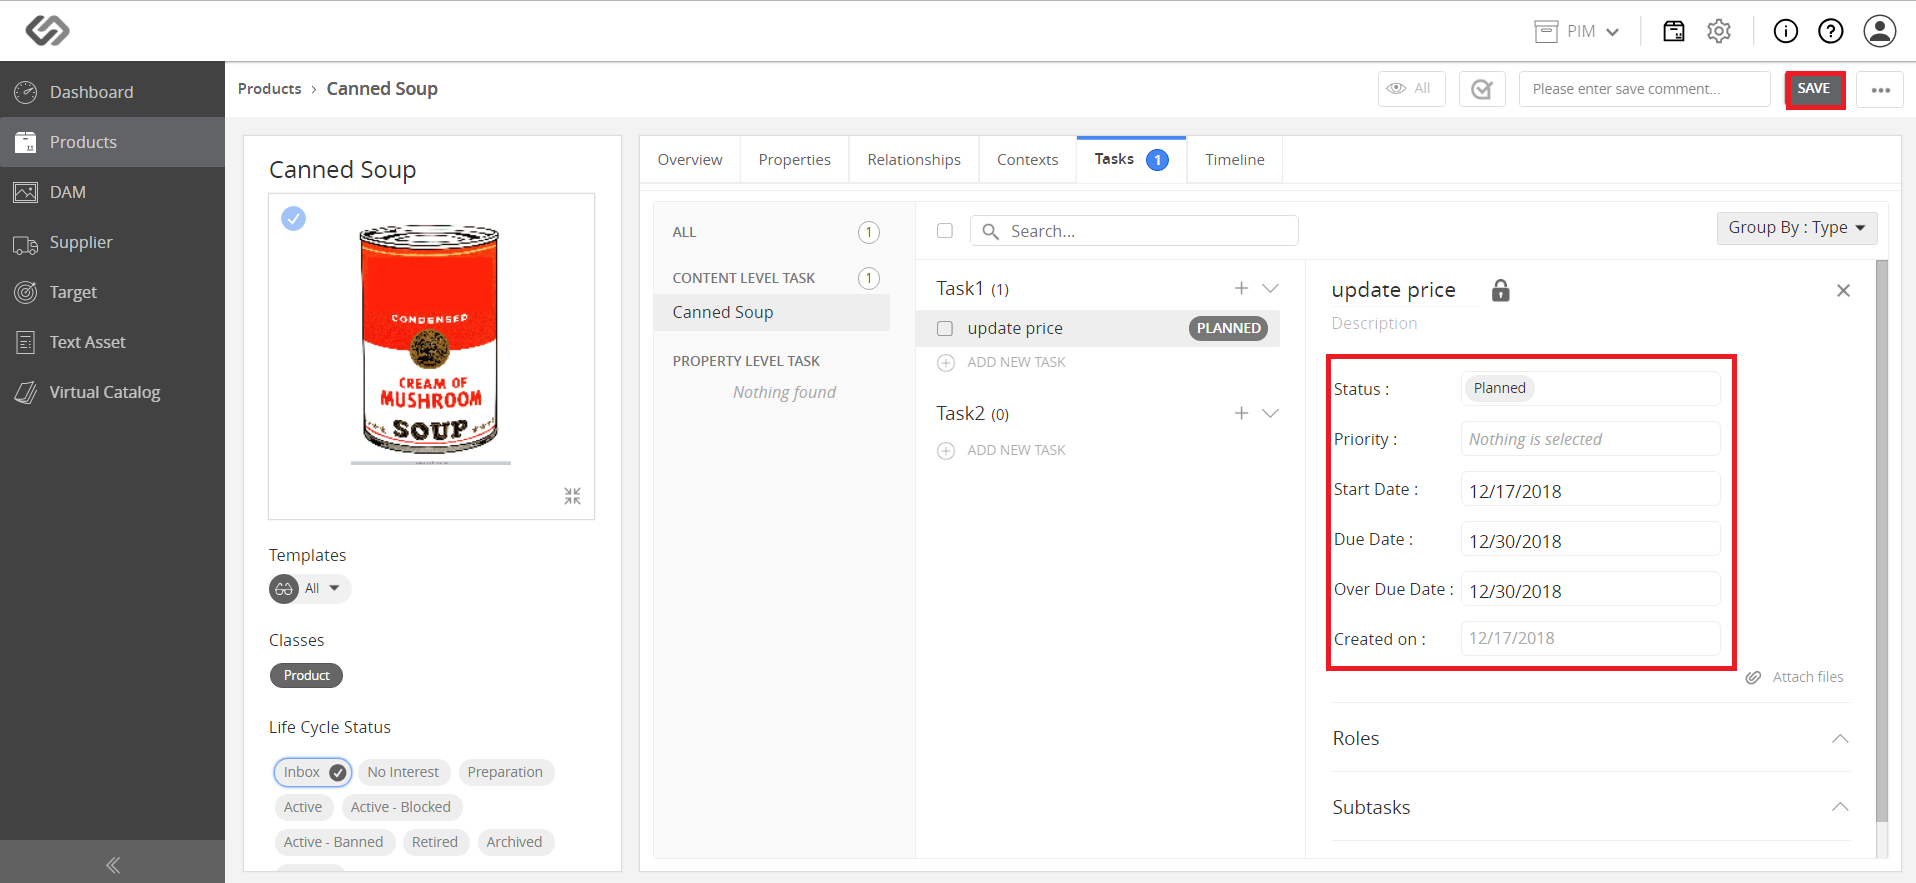 PIM
Products › Canned Soup
All
Please enter save comment...
SAVE
Dashboard
Products
DAM
Supplier
Target
Text Asset
Virtual Catalog
Canned Soup
CONDENSED
CREAM OF
MUSHROOM
SOUP
Templates
All
Classes
Product
Life Cycle Status
Inbox
No Interest
Preparation
Active
Active - Blocked
Active - Banned
Retired
Archived
Overview
Properties
Relationships
Contexts
Tasks 1
Timeline
ALL 1
CONTENT LEVEL TASK 1
Canned Soup
PROPERTY LEVEL TASK
Nothing found
Search...
Group By : Type
Task1 (1)
update price PLANNED
ADD NEW TASK
Task2 (0)
ADD NEW TASK
update price
Description
Status : Planned
Priority : Nothing is selected
Start Date : 12/17/2018
Due Date : 12/30/2018
Over Due Date : 12/30/2018
Created on : 12/17/2018
Attach files
Roles
Subtasks